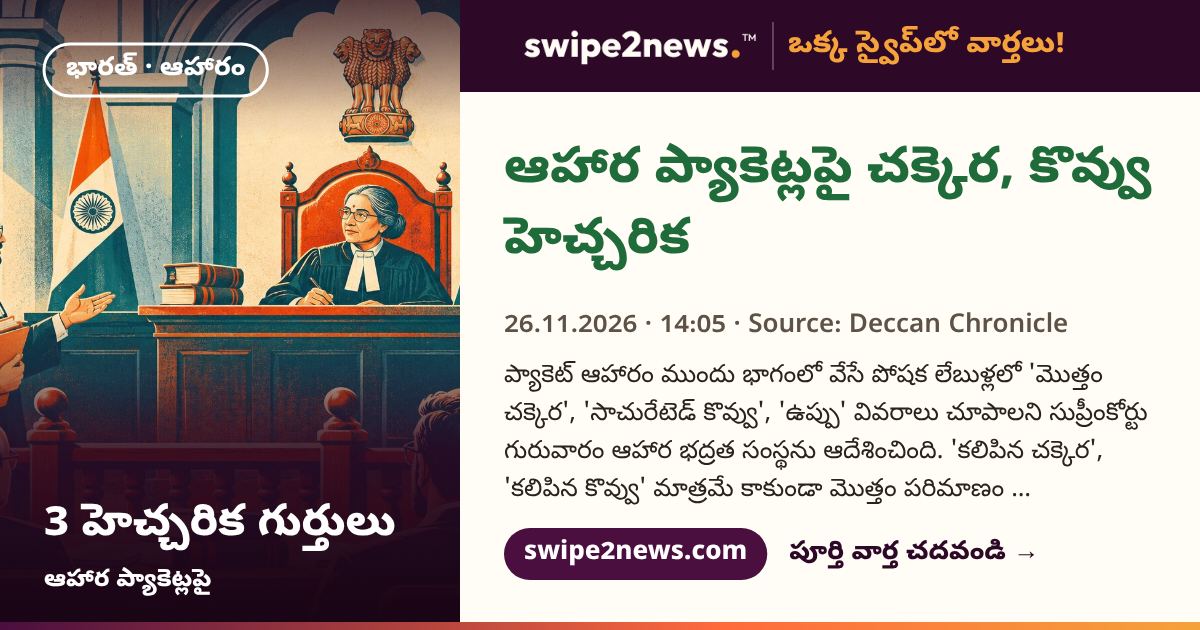 భారత్ · ఆహారం
3 హెచ్చరిక గుర్తులు
ఆహార ప్యాకెట్లపై
swipe2news.™ ఒక్క స్వైప్‌లో వార్తలు!
ఆహార ప్యాకెట్లపై చక్కెర, కొవ్వు
హెచ్చరిక
26.11.2026 · 14:05 · Source: Deccan Chronicle
ప్యాకెట్ ఆహారం ముందు భాగంలో వేసే పోషక లేబుళ్లలో 'మొత్తం
చక్కెర', 'సాచురేటెడ్ కొవ్వు', 'ఉప్పు' వివరాలు చూపాలని సుప్రీంకోర్టు
గురువారం ఆహార భద్రత సంస్థను ఆదేశించింది. 'కలిపిన చక్కెర',
'కలిపిన కొవ్వు' మాత్రమే కాకుండా మొత్తం పరిమాణం ...
swipe2news.com పూర్తి వార్త చదవండి →